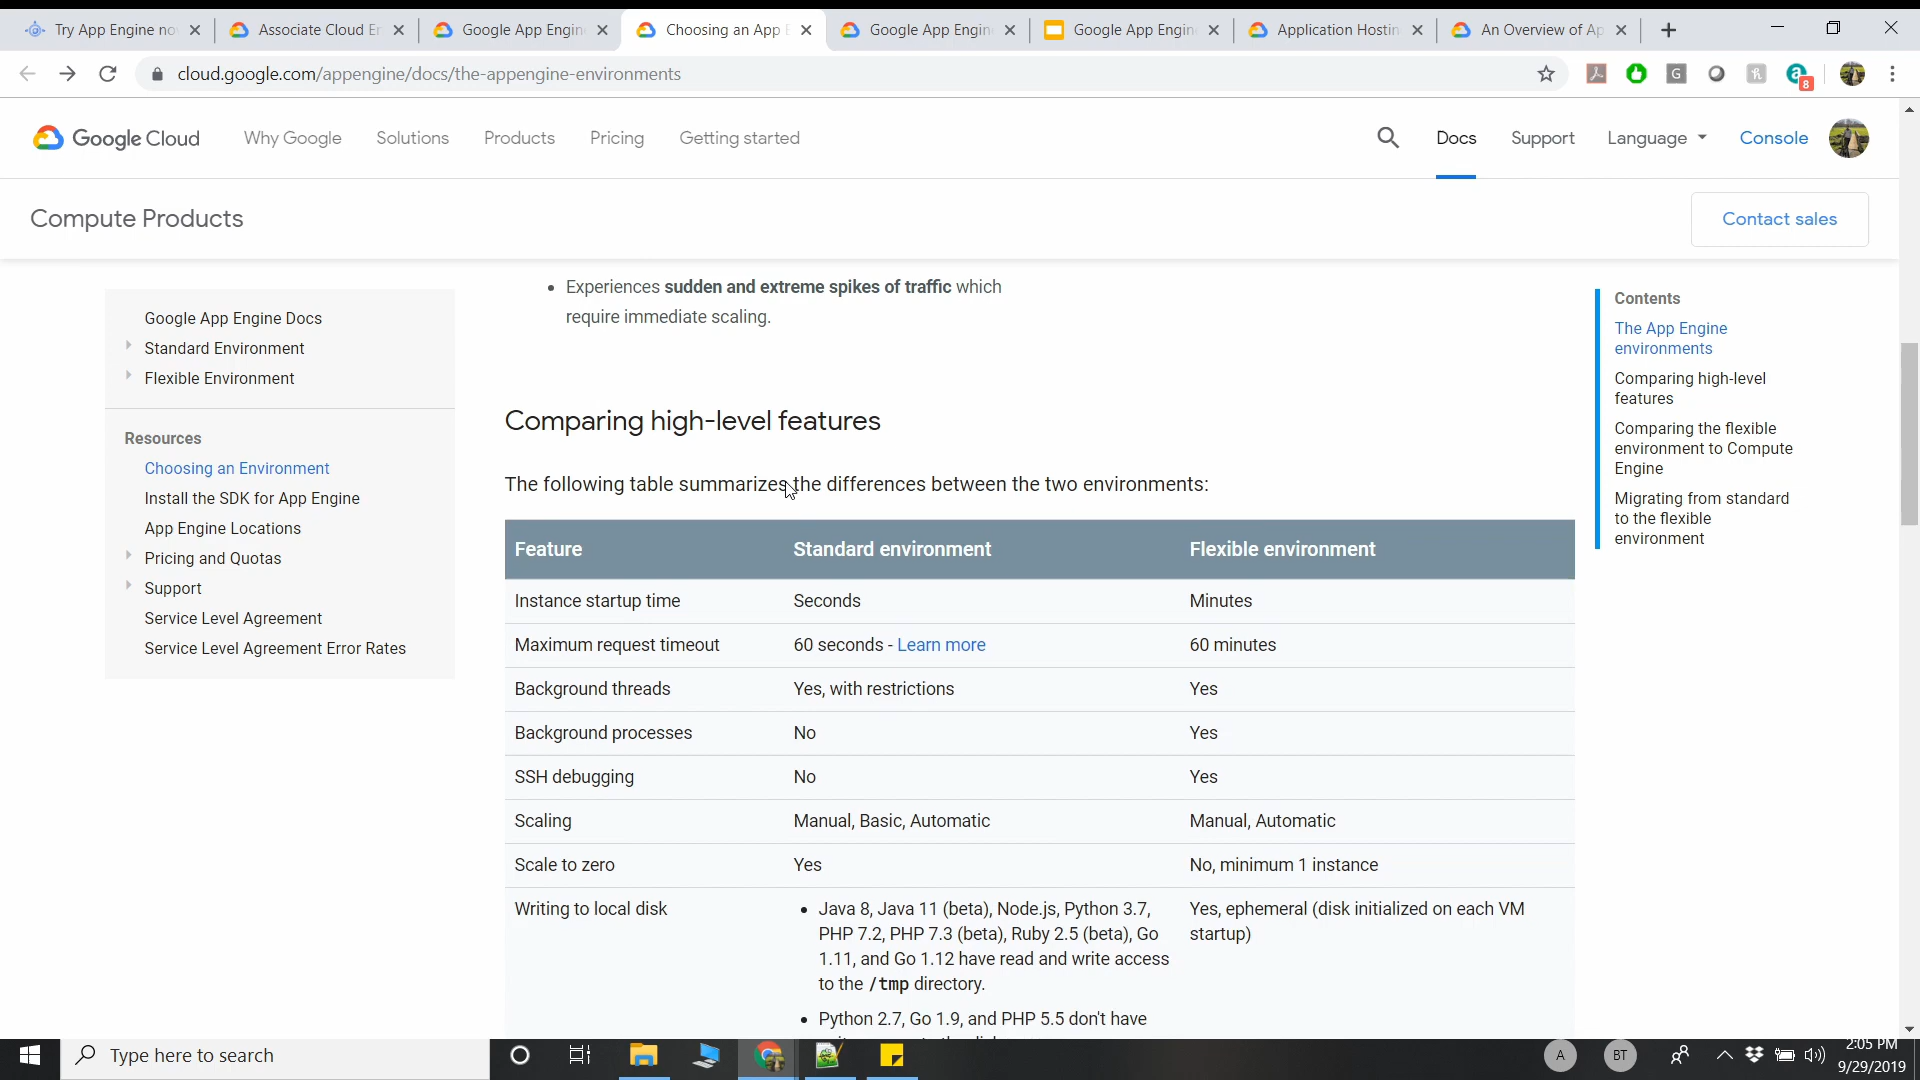 Try App Engine no
Associate Cloud Er
Google App Engin
Choosing an App E
Google App Engin
Google App Engin
Application Hostin
An Overview of Ap
cloud.google.com/appengine/docs/the-appengine-environments
G
8
Google Cloud
Why Google
Solutions
Products
Pricing
Getting started
Docs
Support
Language
Console
Compute Products
Contact sales
Google App Engine Docs
Standard Environment
Flexible Environment
Resources
Choosing an Environment
Install the SDK for App Engine
App Engine Locations
Pricing and Quotas
Support
Service Level Agreement
Service Level Agreement Error Rates
Experiences sudden and extreme spikes of traffic which
require immediate scaling.
Comparing high-level features
The following table summarizes the differences between the two environments:
Feature Standard environment Flexible environment
Instance startup time Seconds Minutes
Maximum request timeout 60 seconds - Learn more 60 minutes
Background threads Yes, with restrictions Yes
Background processes No Yes
SSH debugging No Yes
Scaling Manual, Basic, Automatic Manual, Automatic
Scale to zero Yes No, minimum 1 instance
Writing to local disk
Java 8, Java 11 (beta), Node.js, Python 3.7,
PHP 7.2, PHP 7.3 (beta), Ruby 2.5 (beta), Go
1.11, and Go 1.12 have read and write access
to the /tmp directory.
Python 2.7, Go 1.9, and PHP 5.5 don't have
Yes, ephemeral (disk initialized on each VM
startup)
Contents
The App Engine
environments
Comparing high-level
features
Comparing the flexible
environment to Compute
Engine
Migrating from standard
to the flexible
environment
Type here to search
A
BT
2:05 PM
9/29/2019